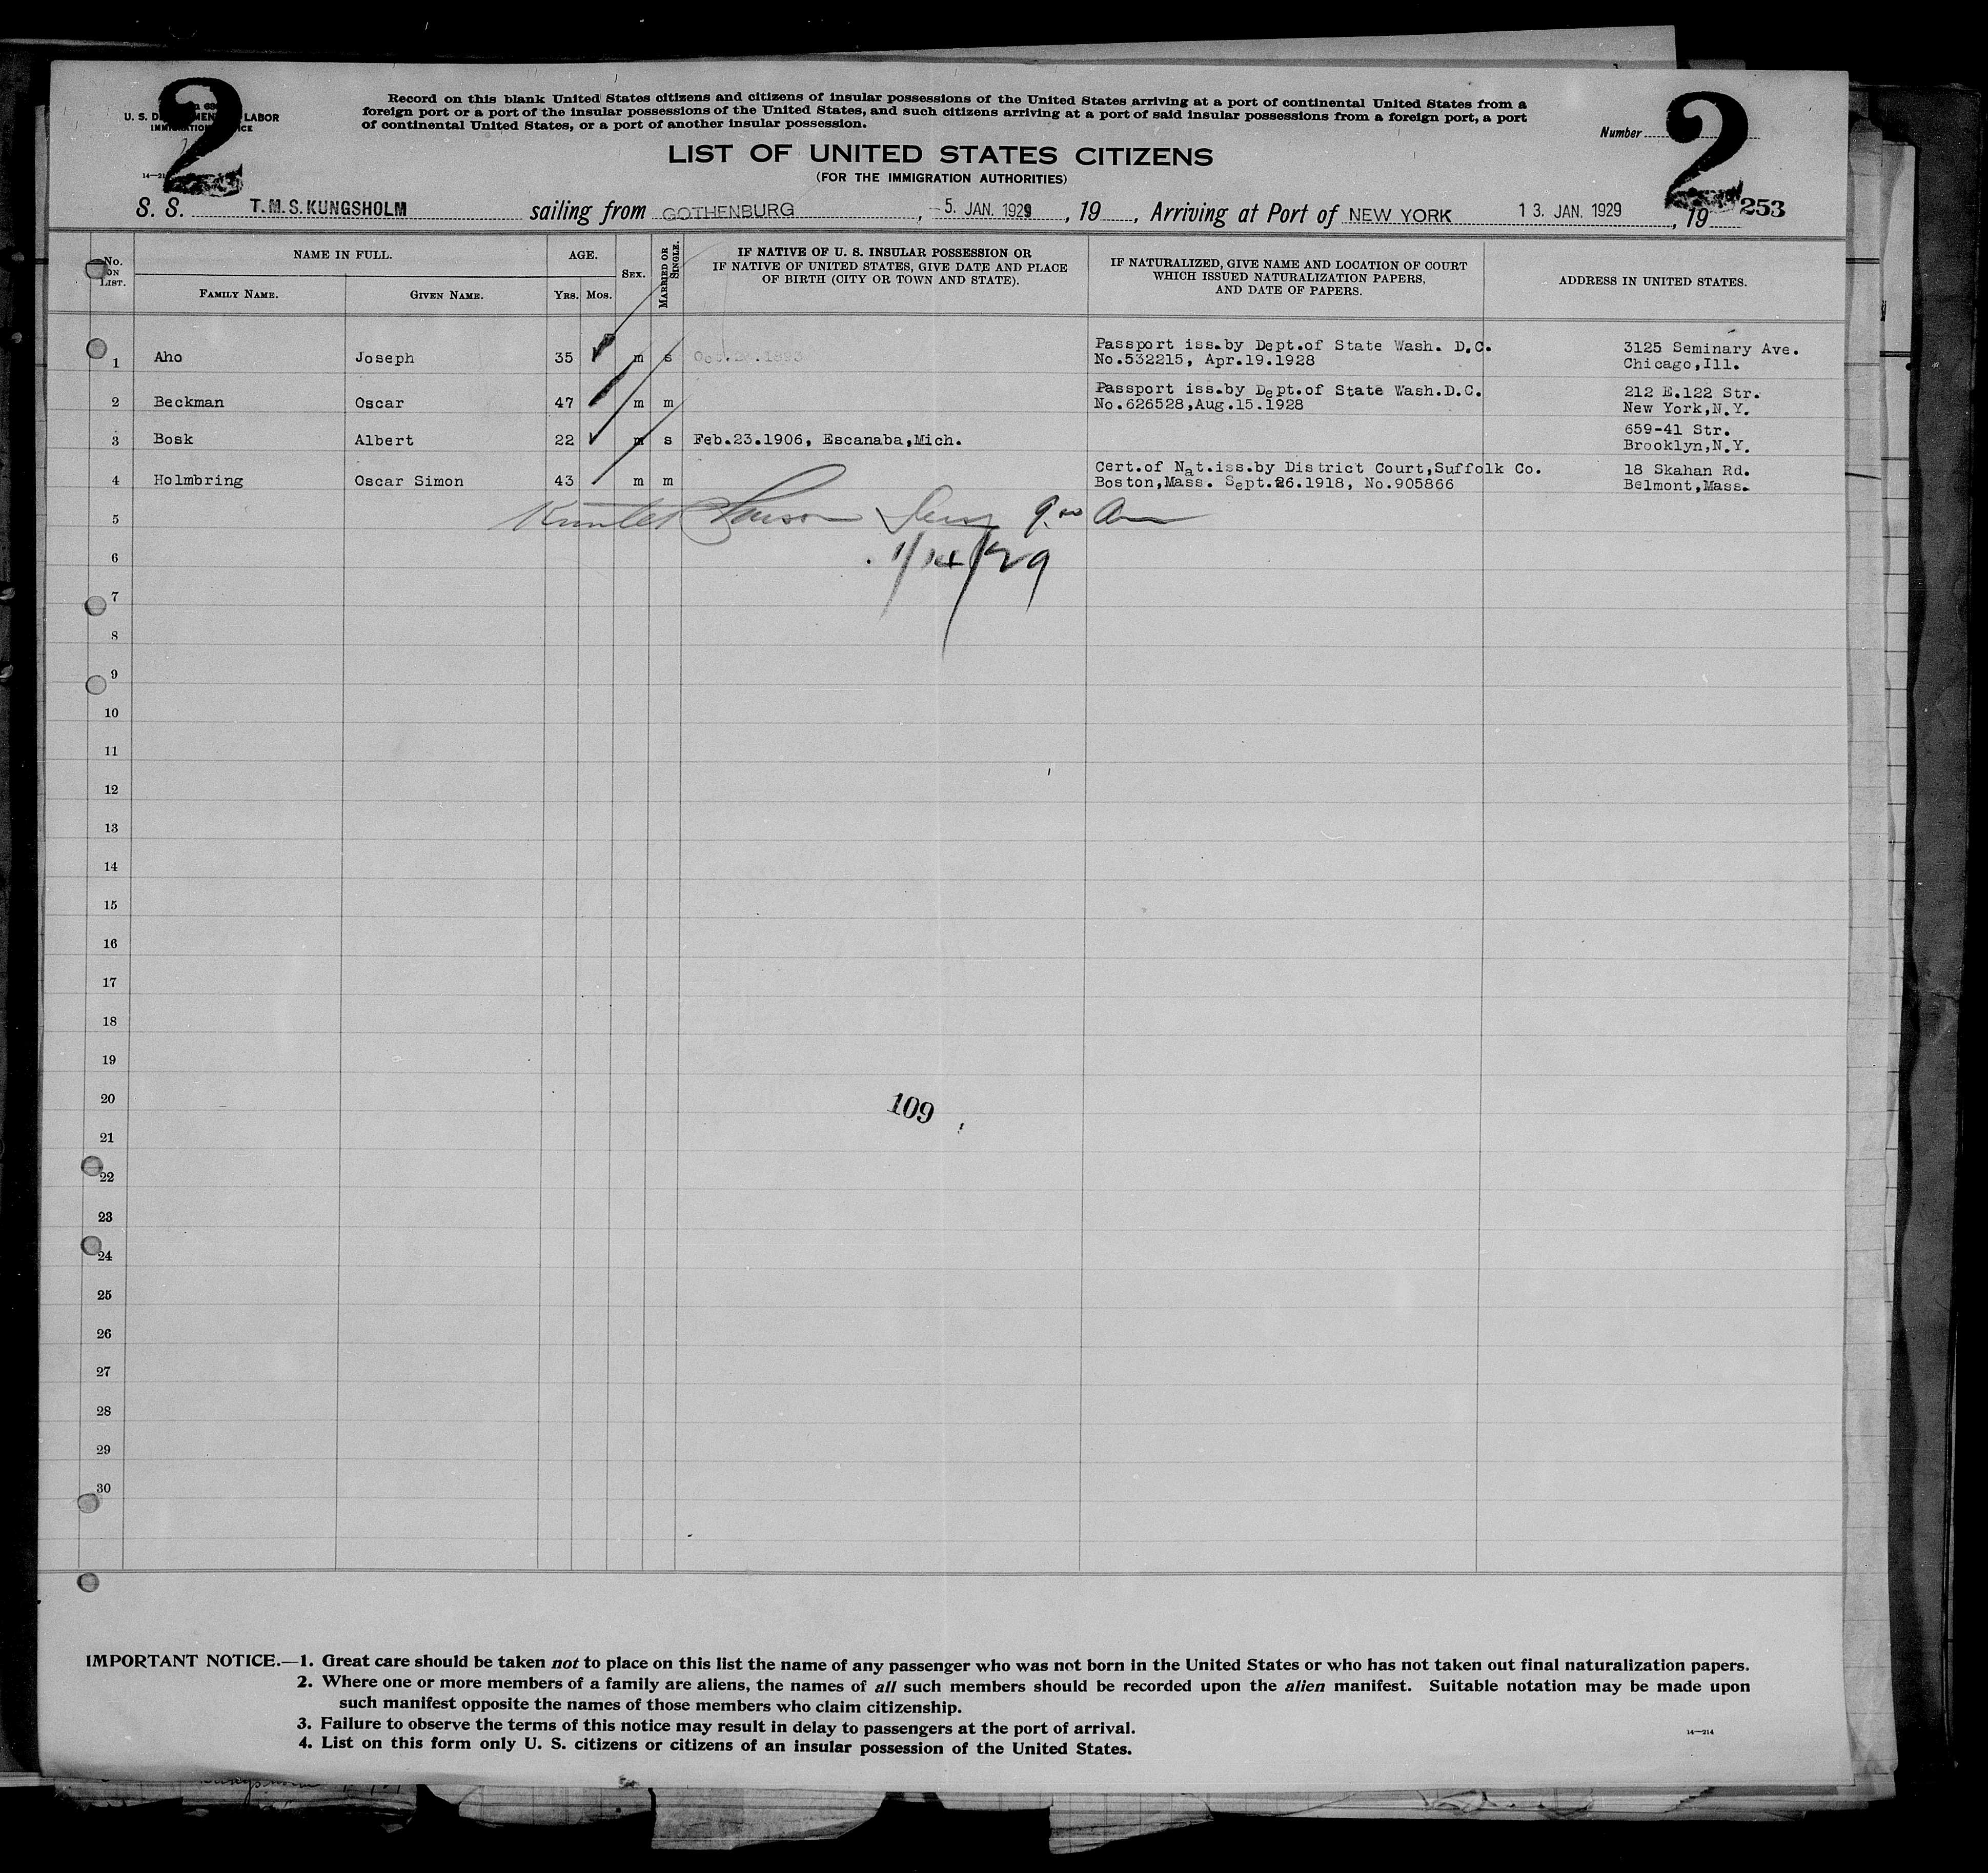 2
2
U. S. DEPARTMENT OF LABOR
IMMIGRATION SERVICE
Record on this blank United States citizens and citizens of insular possessions of the United States arriving at a port of continental United States from a
foreign port or a port of the insular possessions of the United States, and such citizens arriving at a port of said insular possessions from a foreign port, a port
of continental United States, or a port of another insular possession.
Number
LIST OF UNITED STATES CITIZENS
(FOR THE IMMIGRATION AUTHORITIES)
S. S. T.M.S.KUNGSHOLM sailing from GOTHENBURG, -5. JAN. 1929, 19, Arriving at Port of NEW YORK 13. JAN. 1929, 19 253
No. ON LIST. NAME IN FULL. AGE. SEX. MARRIED OR SINGLE. IF NATIVE OF U. S. INSULAR POSSESSION OR IF NATIVE OF UNITED STATES, GIVE DATE AND PLACE OF BIRTH (CITY OR TOWN AND STATE). IF NATURALIZED, GIVE NAME AND LOCATION OF COURT WHICH ISSUED NATURALIZATION PAPERS, AND DATE OF PAPERS. ADDRESS IN UNITED STATES.
FAMILY NAME. GIVEN NAME. YRS. MOS.
1 Aho Joseph 35 m s Passport iss.by Dept.of State Wash. D.C. 3125 Seminary Ave.
No.532215, Apr.19.1928 Chicago,Ill.
2 Beckman Oscar 47 m m Passport iss.by Dept.of State Wash.D.C. 212 E.122 Str.
No.626528,Aug.15.1928 New York,N.Y.
3 Bosk Albert 22 m s Feb.23.1906, Escanaba,Mich. 659-41 Str.
Brooklyn,N.Y.
4 Holmbring Oscar Simon 43 m m Cert.of Nat.iss.by District Court,Suffolk Co. 18 Skahan Rd.
Boston,Mass. Sept.26.1918, No.905866 Belmont,Mass.
5
9.00 Am
6
1/14/29
7
8
9
10
11
12
13
14
15
16
17
18
19
20
109
21
22
23
24
25
26
27
28
29
30
IMPORTANT NOTICE.—1. Great care should be taken not to place on this list the name of any passenger who was not born in the United States or who has not taken out final naturalization papers.
2. Where one or more members of a family are aliens, the names of all such members should be recorded upon the alien manifest. Suitable notation may be made upon
such manifest opposite the names of those members who claim citizenship.
3. Failure to observe the terms of this notice may result in delay to passengers at the port of arrival.
4. List on this form only U. S. citizens or citizens of an insular possession of the United States.
14—214